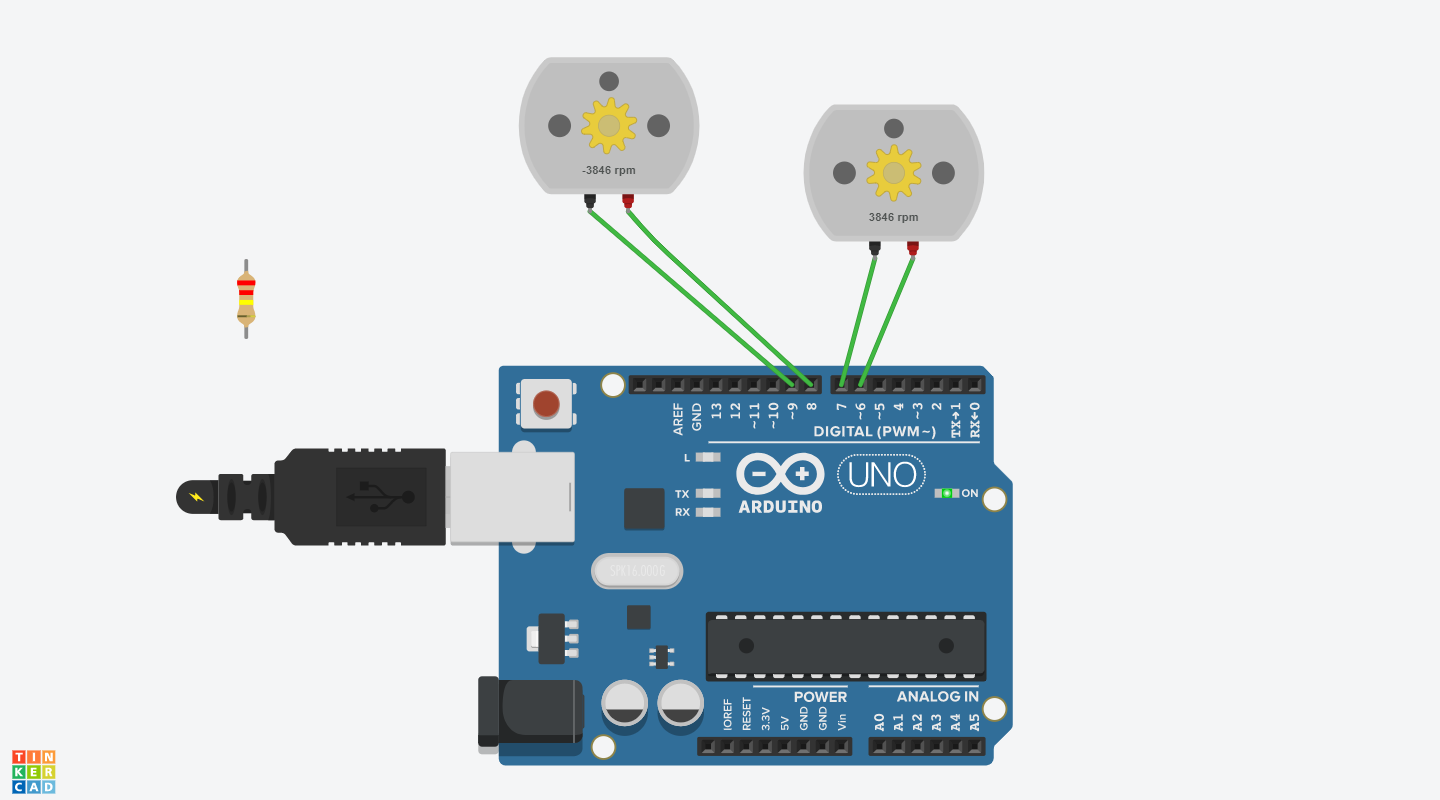 -3846 rpm
3846 rpm
AREF
GND
13
12
~11
~10
~9
8
7
~6
~5
4
~3
2
TX→1
RX←0
DIGITAL (PWM~)
L
TX
RX
UNO
ON
ARDUINO
SPK16.000G
POWER
ANALOG IN
IOREF
RESET
3.3V
5V
GND
GND
Vin
A0
A1
A2
A3
A4
A5
TIN
KER
CAD